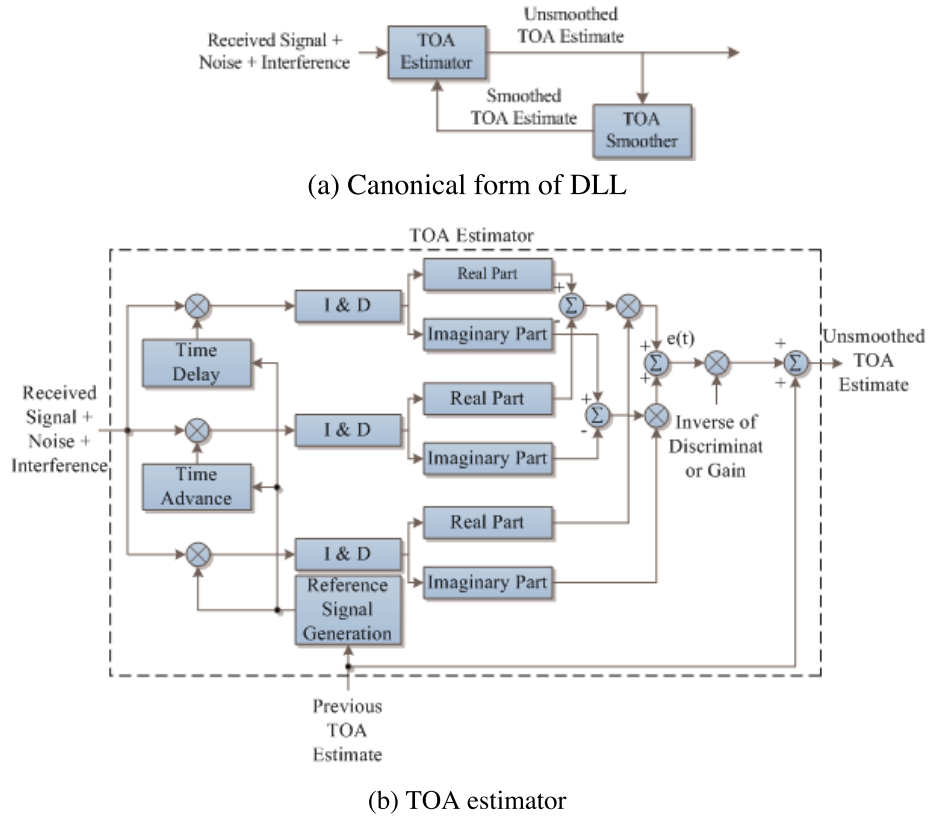 Received Signal +
Noise + Interference
TOA
Estimator
Unsmoothed
TOA Estimate
Smoothed
TOA Estimate
TOA
Smoother
(a) Canonical form of DLL
TOA Estimator
Received
Signal +
Noise +
Interference
Time
Delay
Time
Advance
I & D
I & D
I & D
Reference
Signal
Generation
Real Part
Imaginary Part
Real Part
Imaginary Part
Real Part
Imaginary Part
+
Σ
-
+
Σ
-
e(t)
+
Σ
+
Inverse of
Discriminat
or Gain
+
Σ
+
Unsmoothed
TOA
Estimate
Previous
TOA
Estimate
(b) TOA estimator